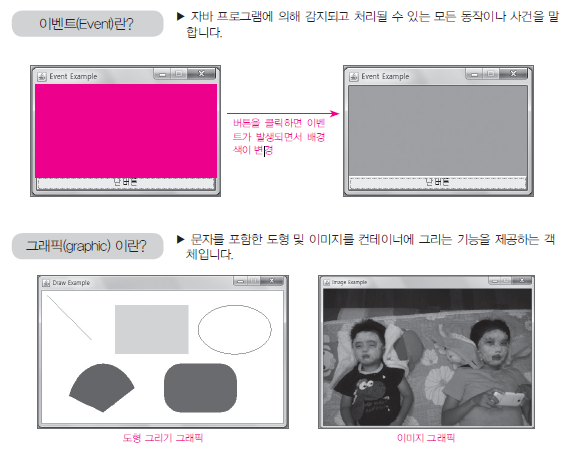 이벤트(Event)란?
▶ 자바 프로그램에 의해 감지되고 처리될 수 있는 모든 동작이나 사건을 말
합니다.
Event Example
난 버튼
버튼을 클릭하면 이벤
트가 발생되면서 배경
색이 변경
Event Example
난 버튼
그래픽(graphic) 이란?
▶ 문자를 포함한 도형 및 이미지를 컨테이너에 그리는 기능을 제공하는 객
체입니다.
Draw Example
Image Example
도형 그리기 그래픽
이미지 그래픽